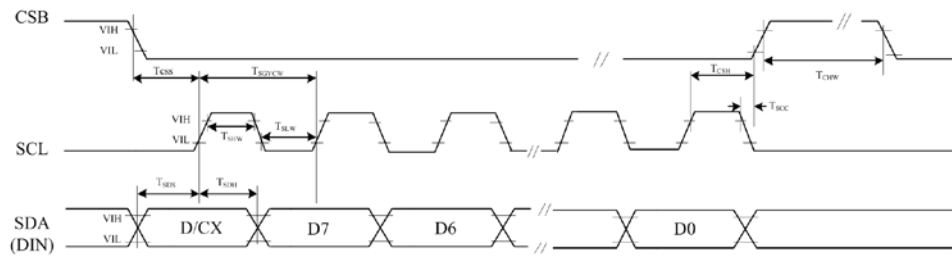 CSB
VIH
VIL
TCSS
TSCYCW
TCSH
TCHW
TSCC
SCL
VIH
VIL
TSHW
TSLW
TSDS
TSDH
SDA
(DIN)
VIH
VIL
D/CX
D7
D6
D0